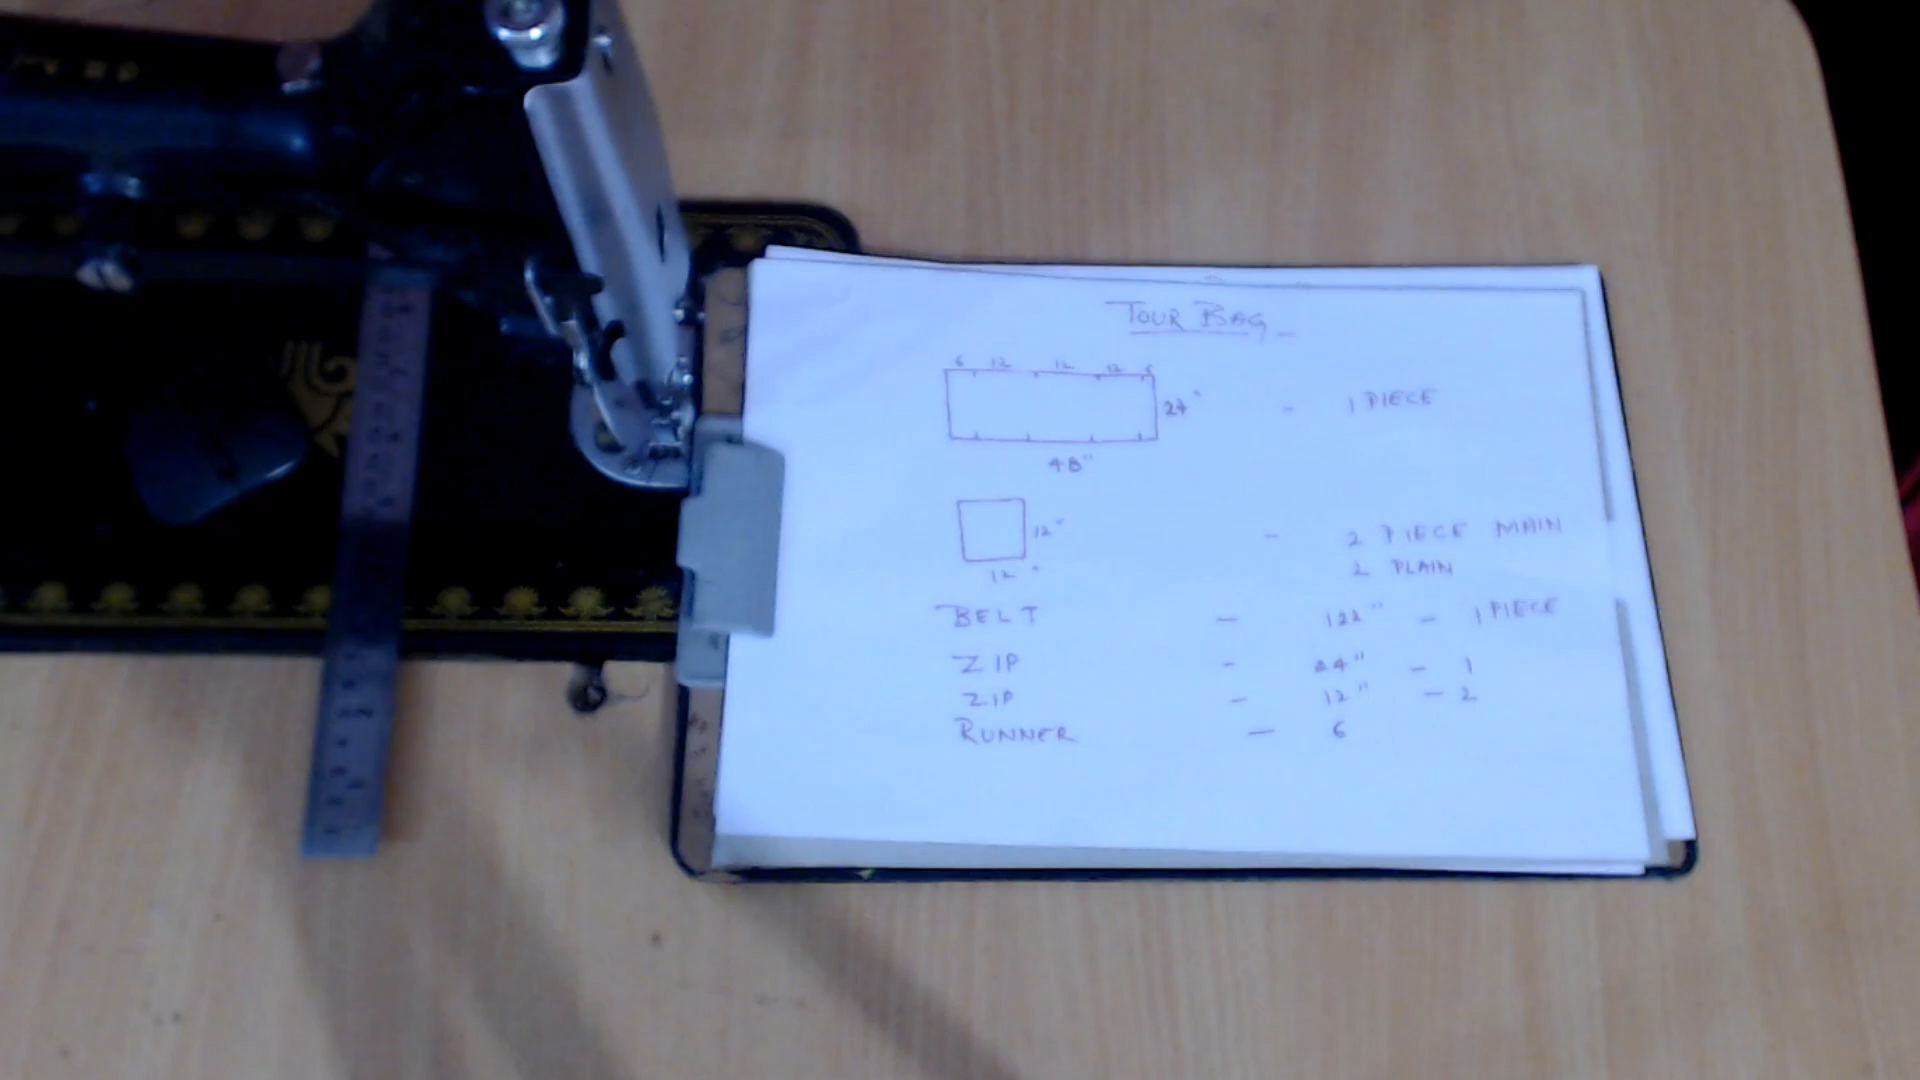 TOUR BAG -
6 12 12 12 6
24" - 1 PIECE
48"
12" - 2 PIECE MAIN
12" 2 PLAIN
BELT - 122" - 1 PIECE
ZIP - 24" - 1
ZIP - 12" - 2
RUNNER - 6